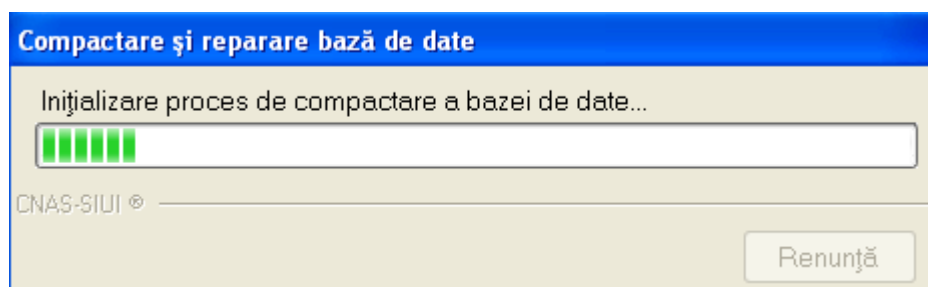 Compactare şi reparare bază de date
Iniţializare proces de compactare a bazei de date...
CNAS-SIUI ®
Renunţă